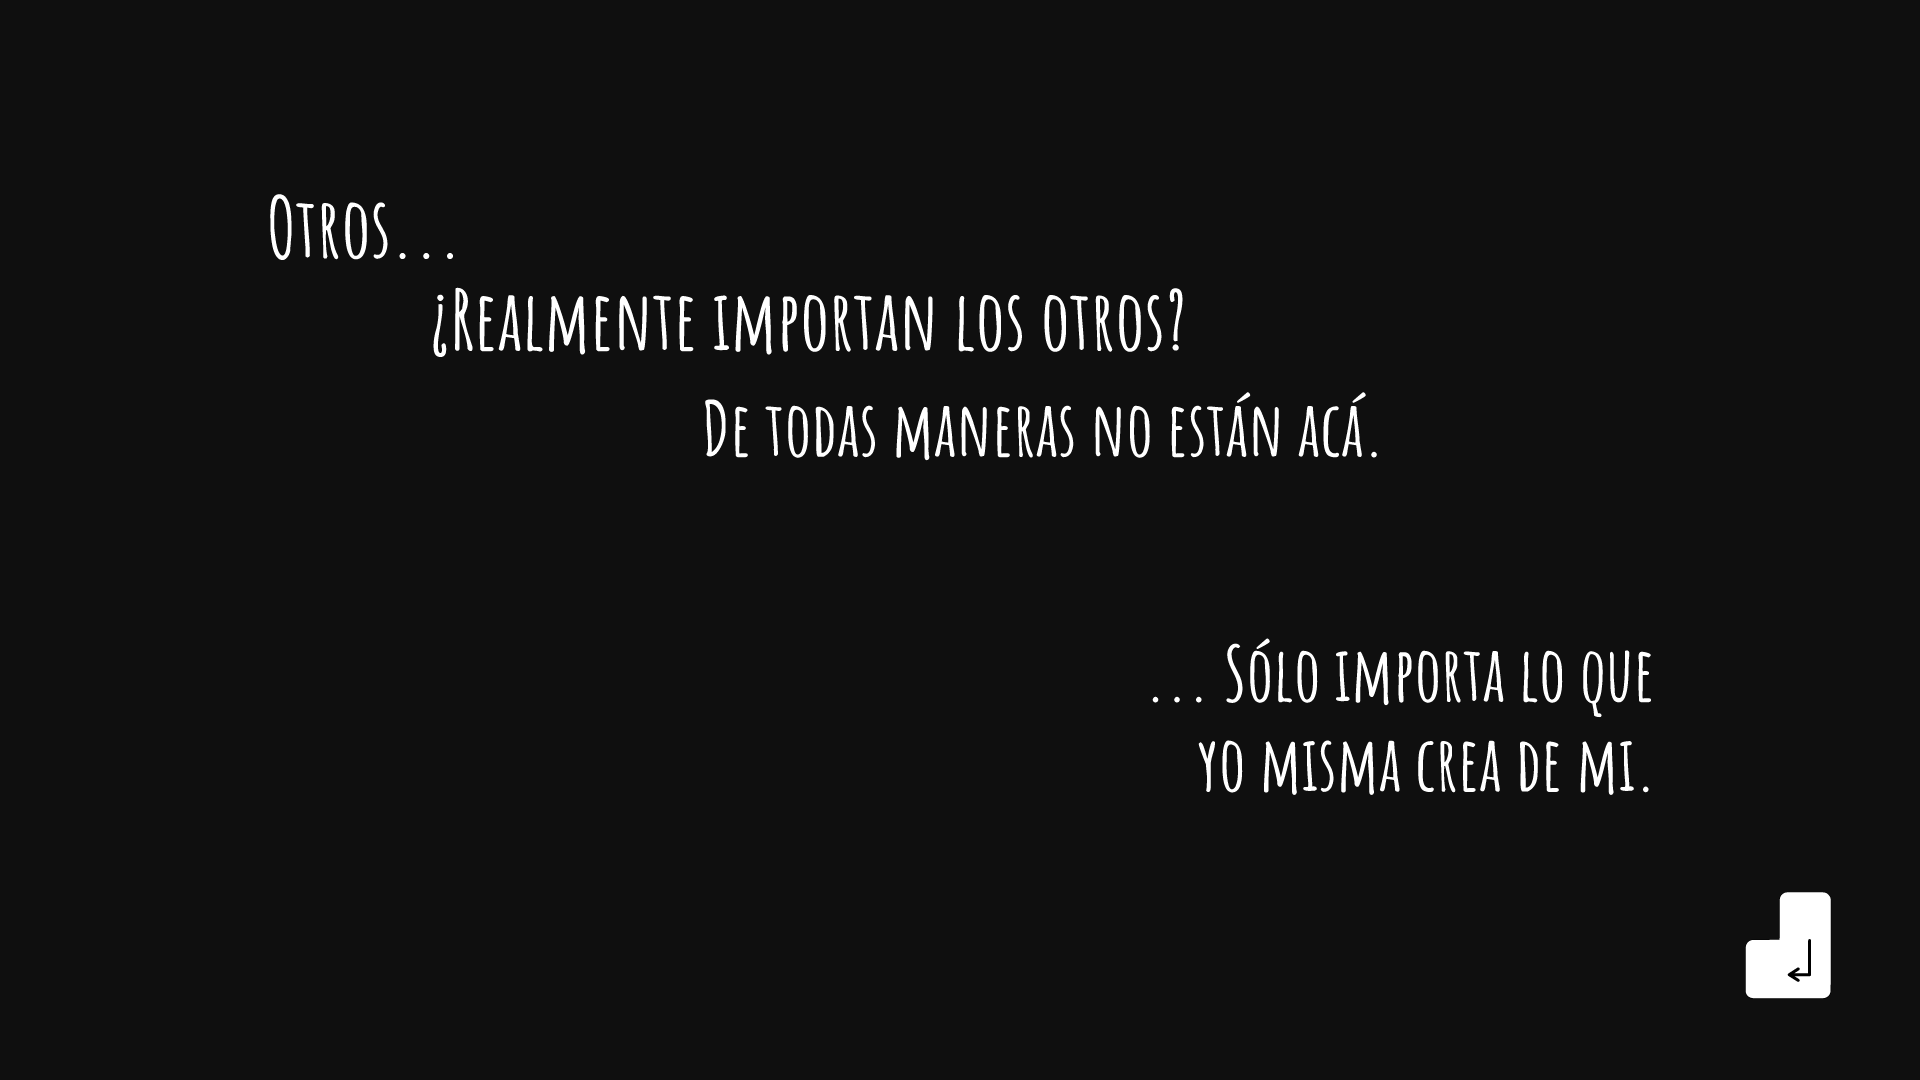 Otros...
¿Realmente importan los otros?
De todas maneras no están acá.
... Sólo importa lo que
yo misma crea de mi.